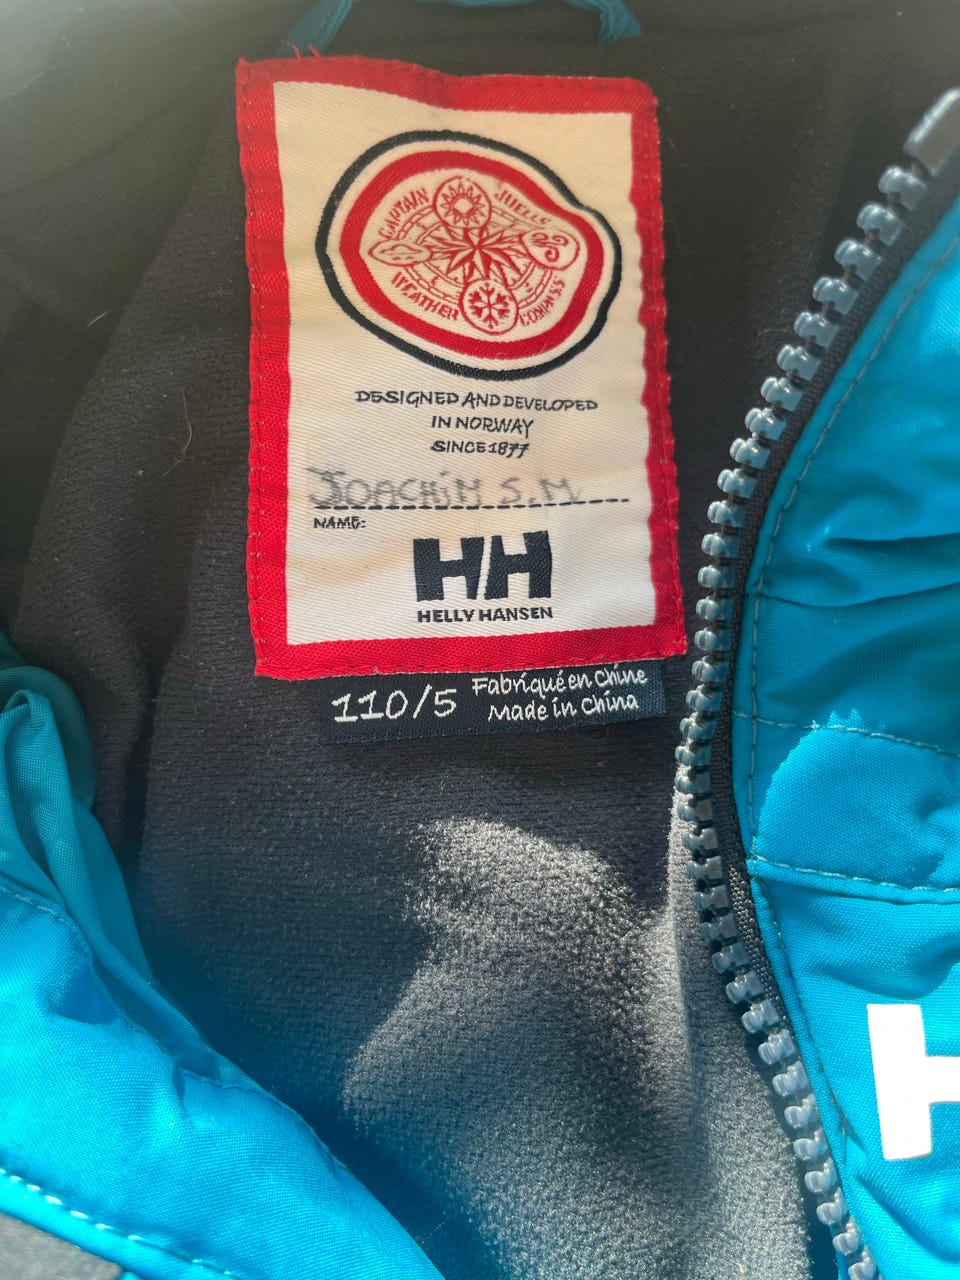 CAPTAIN JUELLS
WEATHER COMPASS
DESIGNED AND DEVELOPED
IN NORWAY
SINCE 1877
JOACHIM S.M
NAME:
HH
HELLY HANSEN
110/5 Fabriqué en Chine
Made in China
H